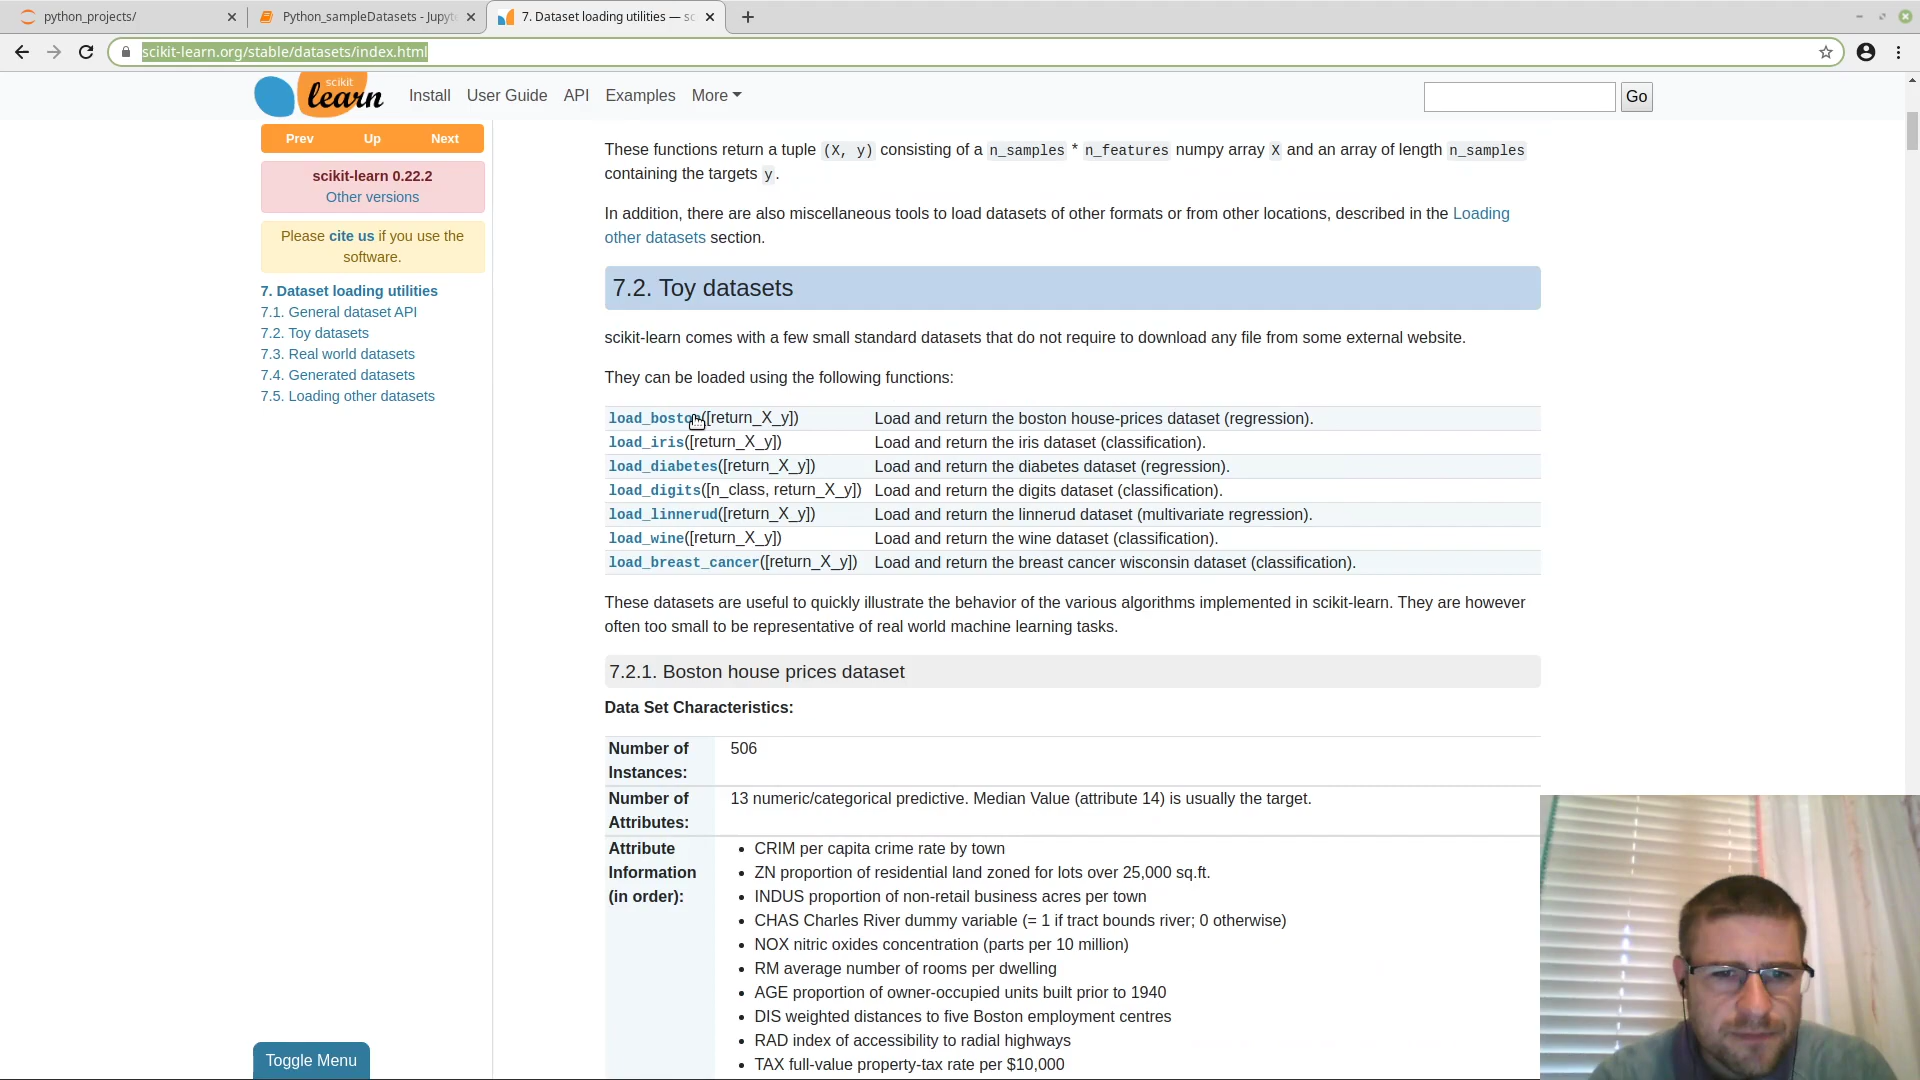 python_projects/
Python_sampleDatasets - Jupyt
7. Dataset loading utilities — sc
scikit-learn.org/stable/datasets/index.html
scikit
learn
Install
User Guide
API
Examples
More
Go
Prev
Up
Next
scikit-learn 0.22.2
Other versions
Please cite us if you use the
software.
7. Dataset loading utilities
7.1. General dataset API
7.2. Toy datasets
7.3. Real world datasets
7.4. Generated datasets
7.5. Loading other datasets
Toggle Menu
These functions return a tuple (X, y) consisting of a n_samples * n_features numpy array X and an array of length n_samples
containing the targets y.
In addition, there are also miscellaneous tools to load datasets of other formats or from other locations, described in the Loading
other datasets section.
7.2. Toy datasets
scikit-learn comes with a few small standard datasets that do not require to download any file from some external website.
They can be loaded using the following functions:
load_boston([return_X_y]) Load and return the boston house-prices dataset (regression).
load_iris([return_X_y]) Load and return the iris dataset (classification).
load_diabetes([return_X_y]) Load and return the diabetes dataset (regression).
load_digits([n_class, return_X_y]) Load and return the digits dataset (classification).
load_linnerud([return_X_y]) Load and return the linnerud dataset (multivariate regression).
load_wine([return_X_y]) Load and return the wine dataset (classification).
load_breast_cancer([return_X_y]) Load and return the breast cancer wisconsin dataset (classification).
These datasets are useful to quickly illustrate the behavior of the various algorithms implemented in scikit-learn. They are however
often too small to be representative of real world machine learning tasks.
7.2.1. Boston house prices dataset
Data Set Characteristics:
Number of 506
Instances:
Number of 13 numeric/categorical predictive. Median Value (attribute 14) is usually the target.
Attributes:
Attribute
Information
(in order):
• CRIM per capita crime rate by town
• ZN proportion of residential land zoned for lots over 25,000 sq.ft.
• INDUS proportion of non-retail business acres per town
• CHAS Charles River dummy variable (= 1 if tract bounds river; 0 otherwise)
• NOX nitric oxides concentration (parts per 10 million)
• RM average number of rooms per dwelling
• AGE proportion of owner-occupied units built prior to 1940
• DIS weighted distances to five Boston employment centres
• RAD index of accessibility to radial highways
• TAX full-value property-tax rate per $10,000